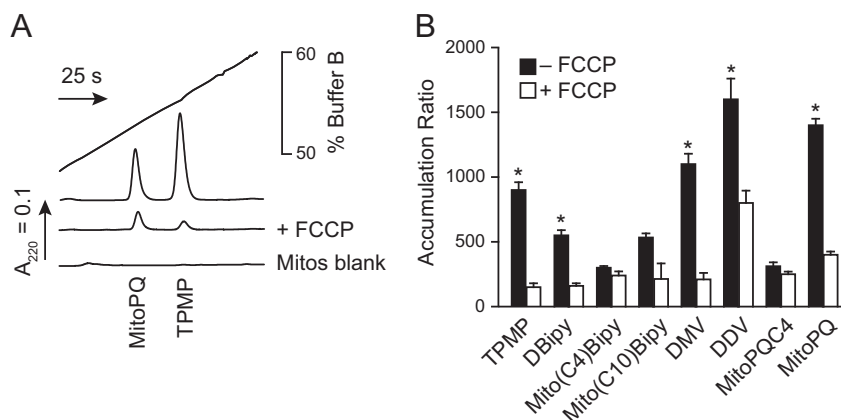 A
25 s
60
% Buffer B
50
A220 = 0.1
+ FCCP
Mitos blank
MitoPQ
TPMP
B
– FCCP
+ FCCP
Accumulation Ratio
2000
1500
1000
500
0
*
*
*
*
*
TPMP
DBipy
Mito(C4)Bipy
Mito(C10)Bipy
DMV
DDV
MitoPQC4
MitoPQ